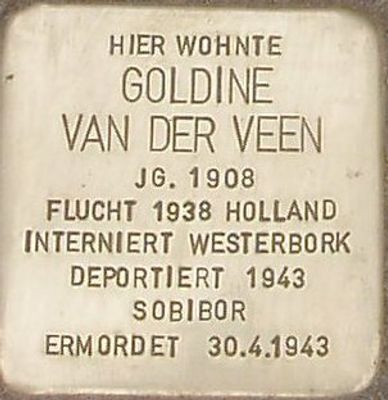 HIER WOHNTE
GOLDINE
VAN DER VEEN
JG. 1908
FLUCHT 1938 HOLLAND
INTERNIERT WESTERBORK
DEPORTIERT 1943
SOBIBOR
ERMORDET 30.4.1943